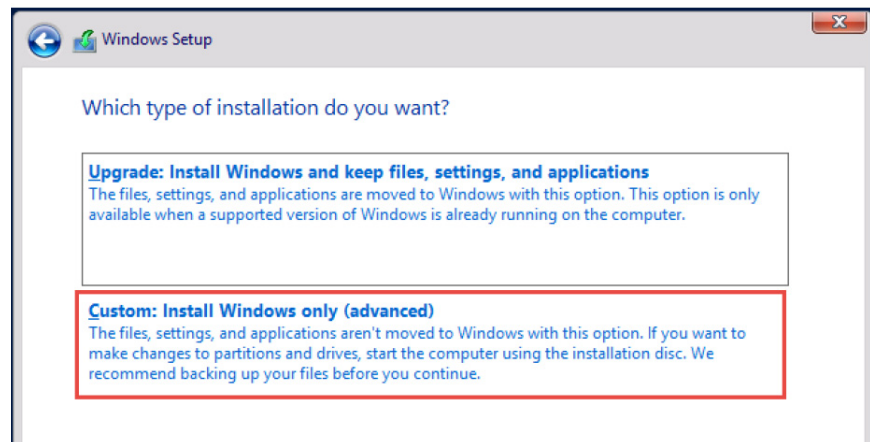 Windows Setup
Which type of installation do you want?
Upgrade: Install Windows and keep files, settings, and applications
The files, settings, and applications are moved to Windows with this option. This option is only
available when a supported version of Windows is already running on the computer.
Custom: Install Windows only (advanced)
The files, settings, and applications aren't moved to Windows with this option. If you want to
make changes to partitions and drives, start the computer using the installation disc. We
recommend backing up your files before you continue.